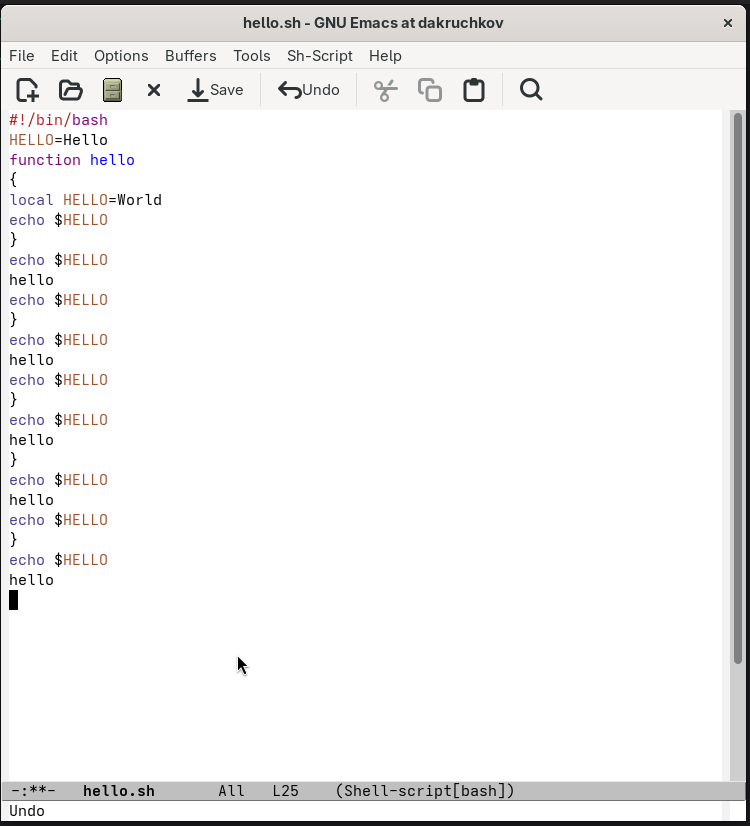 hello.sh - GNU Emacs at dakruchkov
File Edit Options Buffers Tools Sh-Script Help
Save Undo
#!/bin/bash
HELLO=Hello
function hello
{
local HELLO=World
echo $HELLO
}
echo $HELLO
hello
echo $HELLO
}
echo $HELLO
hello
echo $HELLO
}
echo $HELLO
hello
}
echo $HELLO
hello
echo $HELLO
}
echo $HELLO
hello
-:**- hello.sh All L25 (Shell-script[bash])
Undo